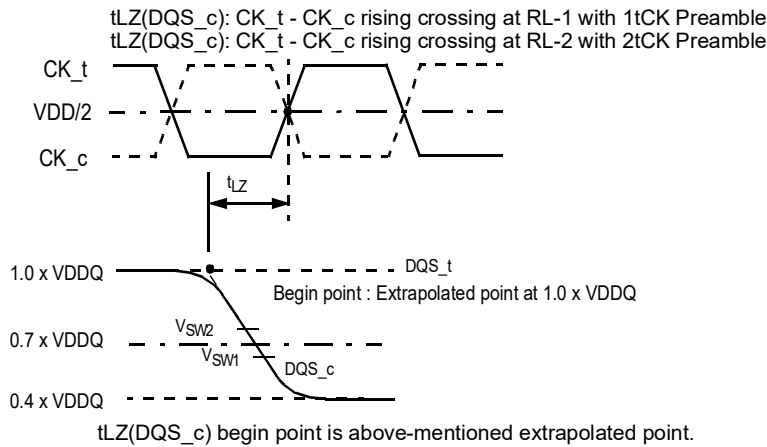 tLZ(DQS_c): CK_t - CK_c rising crossing at RL-1 with 1tCK Preamble
tLZ(DQS_c): CK_t - CK_c rising crossing at RL-2 with 2tCK Preamble
CK_t
VDD/2
CK_c
tLZ
1.0 x VDDQ
DQS_t
Begin point : Extrapolated point at 1.0 x VDDQ
VSW2
0.7 x VDDQ
VSW1
DQS_c
0.4 x VDDQ
tLZ(DQS_c) begin point is above-mentioned extrapolated point.